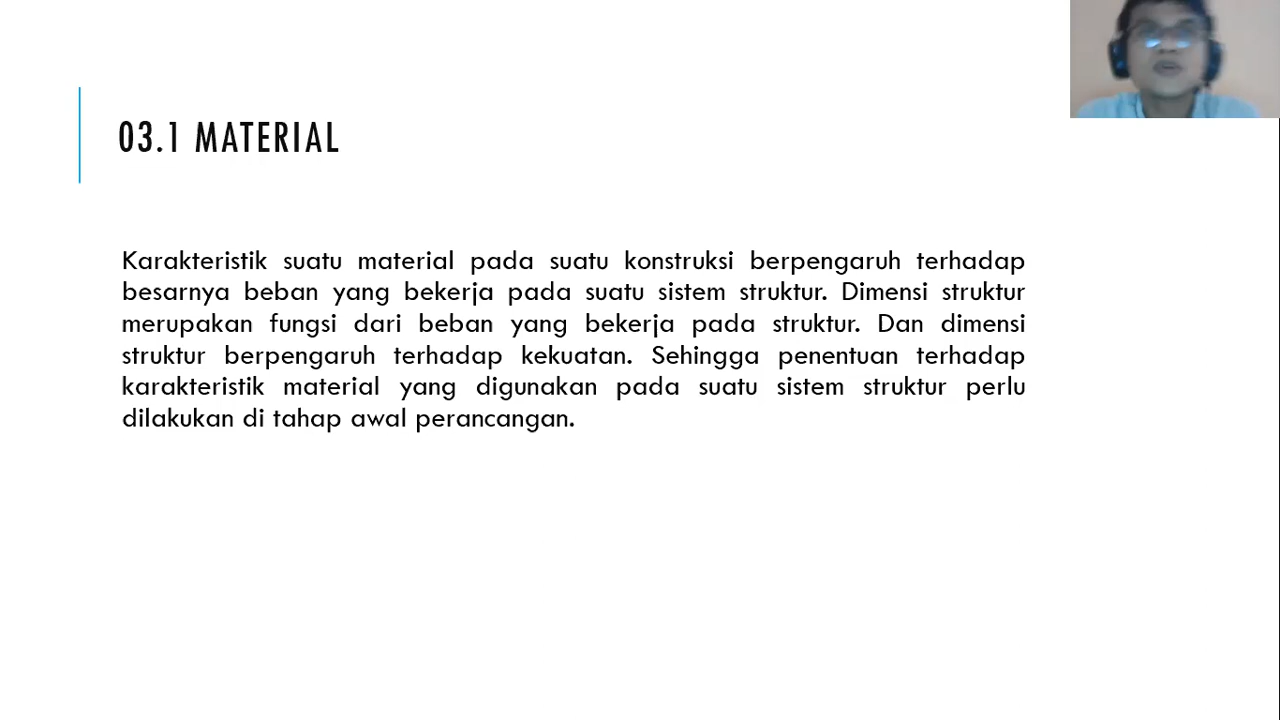 03.1 MATERIAL
Karakteristik suatu material pada suatu konstruksi berpengaruh terhadap
besarnya beban yang bekerja pada suatu sistem struktur. Dimensi struktur
merupakan fungsi dari beban yang bekerja pada struktur. Dan dimensi
struktur berpengaruh terhadap kekuatan. Sehingga penentuan terhadap
karakteristik material yang digunakan pada suatu sistem struktur perlu
dilakukan di tahap awal perancangan.